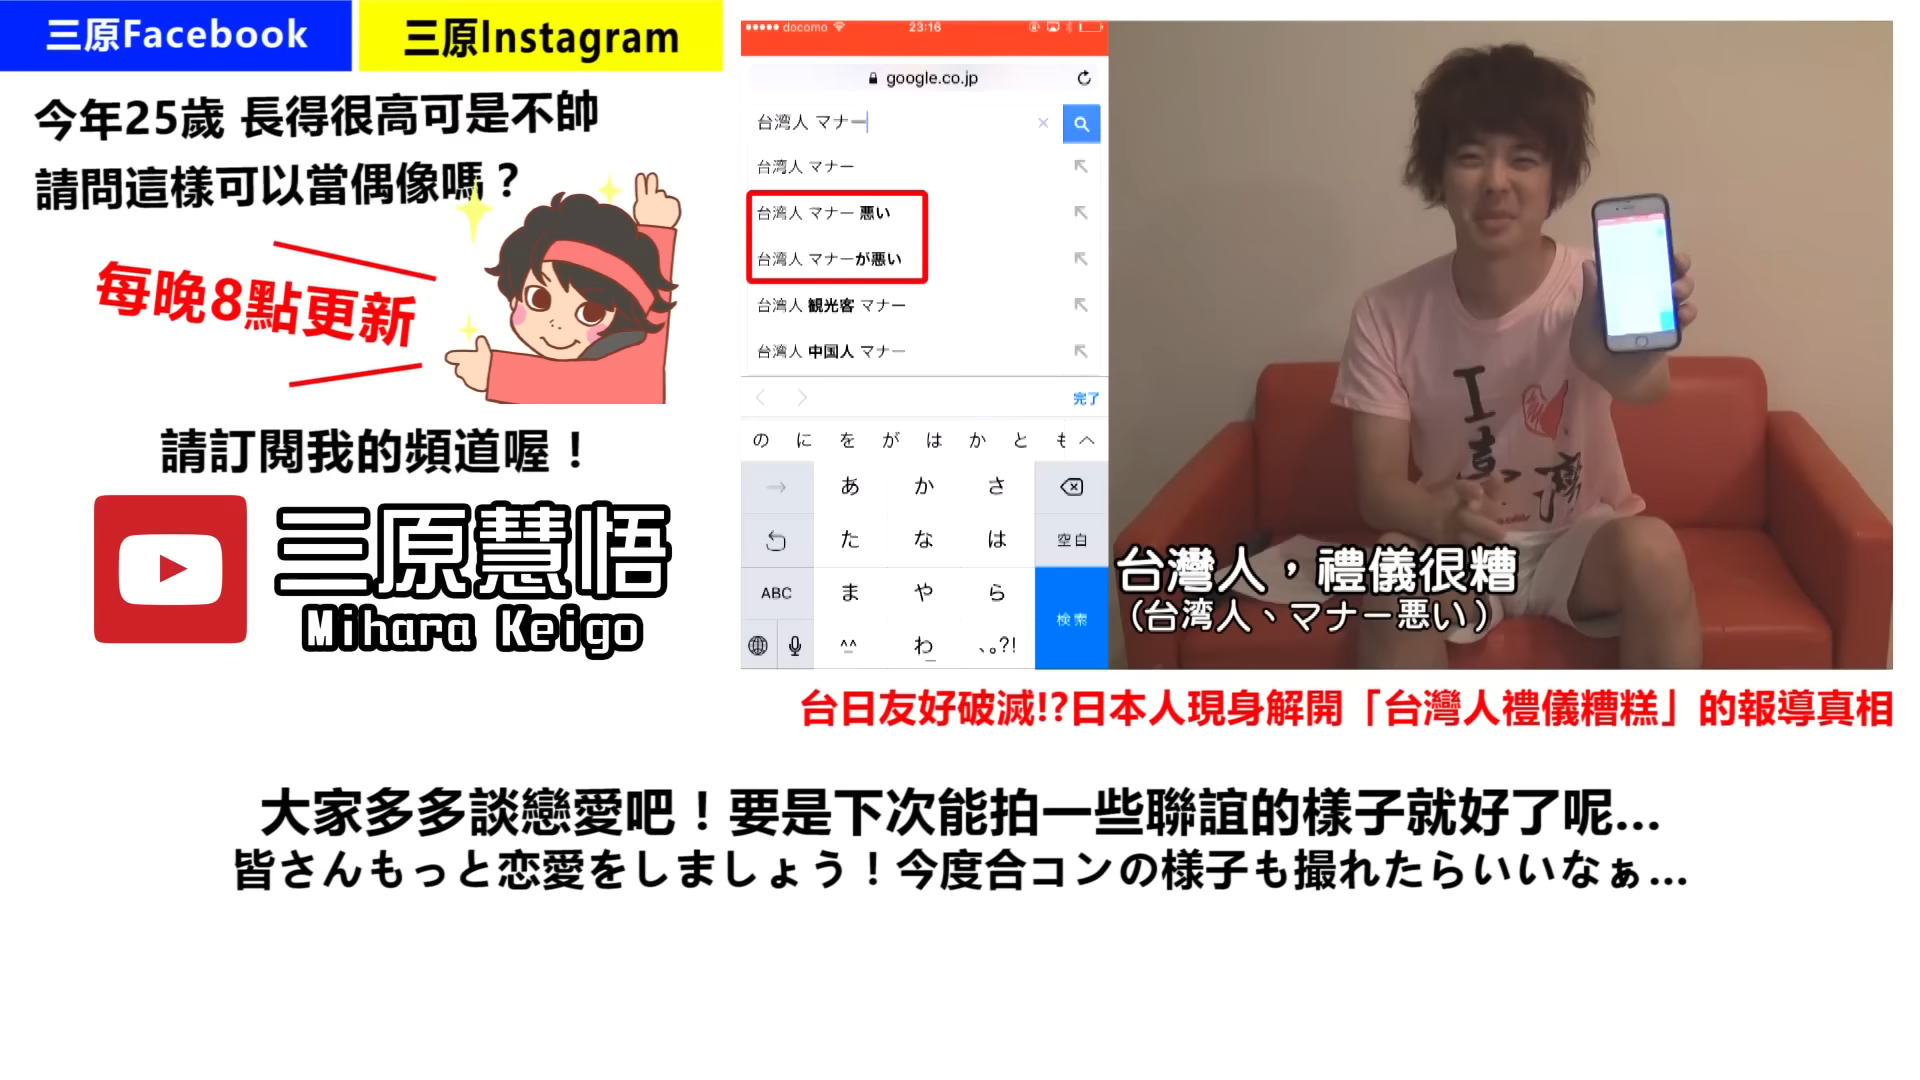 三原Facebook
三原Instagram
今年25歲 長得很高可是不帥
請問這樣可以當偶像嗎？
每晚8點更新
請訂閱我的頻道喔！
三原慧悟
Mihara Keigo
docomo 23:16
google.co.jp
台湾人 マナー
台湾人 マナー
台湾人 マナー 悪い
台湾人 マナーが悪い
台湾人 観光客 マナー
台湾人 中国人 マナー
完了
の に を が は か と も
あ か さ
た な は 空白
ABC ま や ら 検索
^^ わ 、。?!
台灣人，禮儀很糟
（台湾人、マナー悪い）
台日友好破滅!?日本人現身解開「台灣人禮儀糟糕」的報導真相
大家多多談戀愛吧！要是下次能拍一些聯誼的樣子就好了呢...
皆さんもっと恋愛をしましょう！今度合コンの様子も撮れたらいいなぁ...